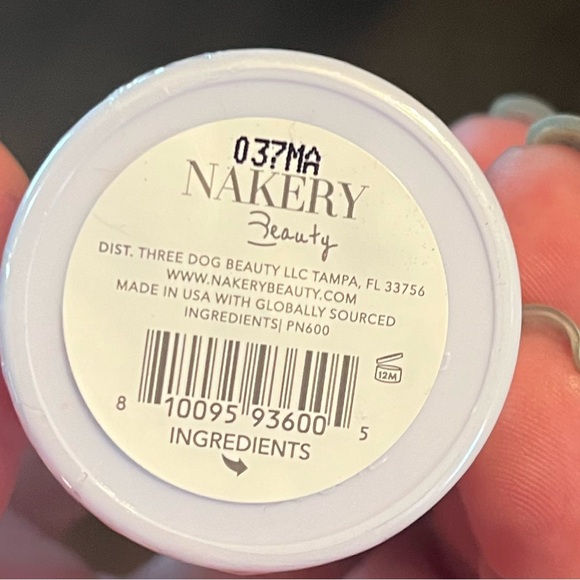 037MA
NAKERY
Beauty
DIST. THREE DOG BEAUTY LLC TAMPA, FL 33756
WWW.NAKERYBEAUTY.COM
MADE IN USA WITH GLOBALLY SOURCED
INGREDIENTS| PN600
12M
8 10095 93600 5
INGREDIENTS